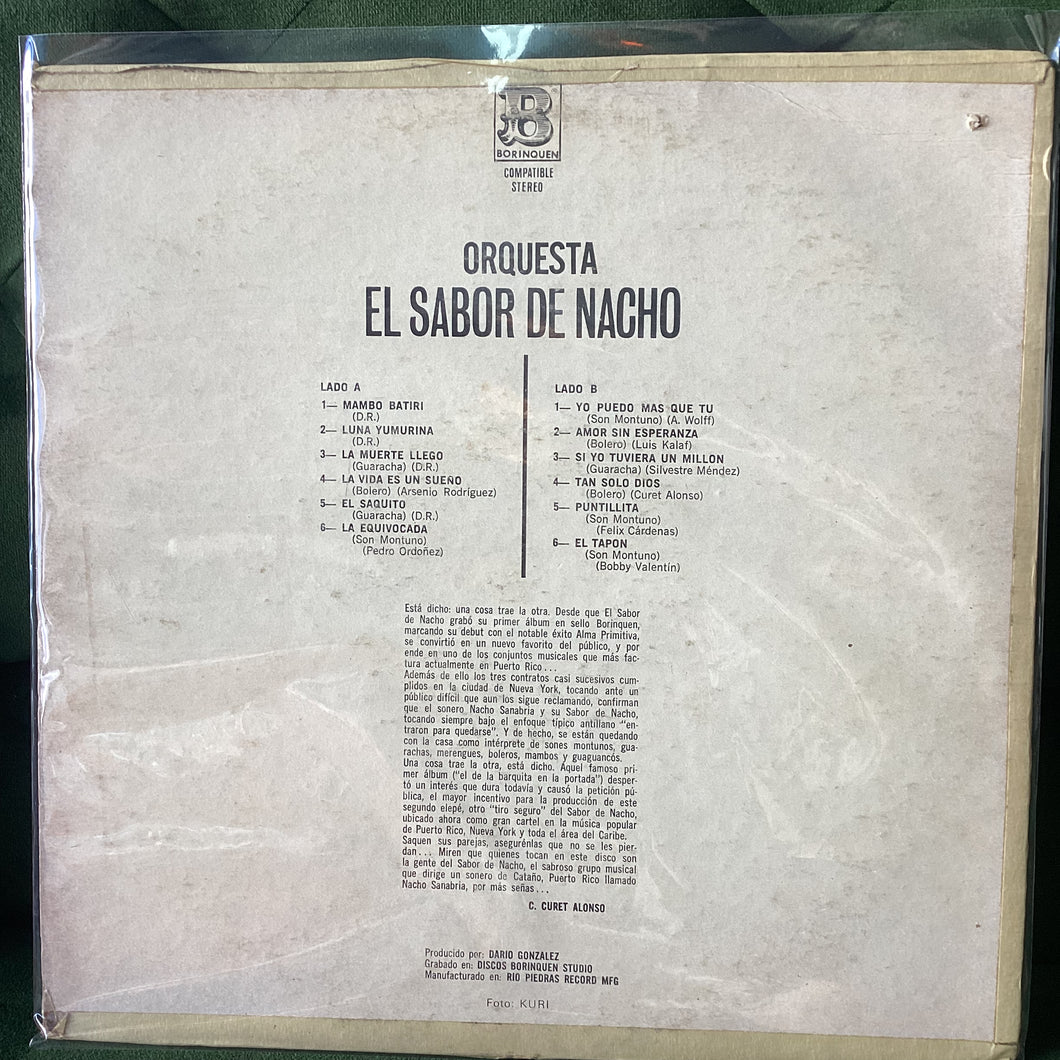 B
BORINQUEN
COMPATIBLE
STEREO
ORQUESTA
EL SABOR DE NACHO
LADO A
1— MAMBO BATIRI
(D.R.)
2— LUNA YUMURINA
(D.R.)
3— LA MUERTE LLEGO
(Guaracha) (D.R.)
4— LA VIDA ES UN SUEÑO
(Bolero) (Arsenio Rodríguez)
5— EL SAQUITO
(Guaracha) (D.R.)
6— LA EQUIVOCADA
(Son Montuno)
(Pedro Ordoñez)
LADO B
1— YO PUEDO MAS QUE TU
(Son Montuno) (A. Wolff)
2— AMOR SIN ESPERANZA
(Bolero) (Luis Kalaf)
3— SI YO TUVIERA UN MILLON
(Guaracha) (Silvestre Méndez)
4— TAN SOLO DIOS
(Bolero) (Curet Alonso)
5— PUNTILLITA
(Son Montuno)
(Felix Cárdenas)
6— EL TAPON
(Son Montuno)
(Bobby Valentín)
Está dicho: una cosa trae la otra. Desde que El Sabor
de Nacho grabó su primer álbum en sello Borinquen,
marcando su debut con el notable éxito Alma Primitiva,
se convirtió en un nuevo favorito del público, y por
ende en uno de los conjuntos musicales que más fac-
tura actualmente en Puerto Rico...
Además de ello los tres contratos casi sucesivos cum-
plidos en la ciudad de Nueva York, tocando ante un
público difícil que aun los sigue reclamando, confirman
que el sonero Nacho Sanabria y su Sabor de Nacho,
tocando siempre bajo el enfoque típico antillano "en-
traron para quedarse". Y de hecho, se están quedando
con la casa como intérprete de sones montunos, gua-
rachas, merengues, boleros, mambos y guaguancós.
Una cosa trae la otra, está dicho. Aquel famoso pri-
mer álbum ("el de la barquita en la portada") desper-
tó un interés que dura todavía y causó la petición pú-
blica, el mayor incentivo para la producción de este
segundo elepé, otro "tiro seguro" del Sabor de Nacho,
ubicado ahora como gran cartel en la música popular
de Puerto Rico, Nueva York y toda el área del Caribe.
Saquen sus parejas, asegurénlas que no se les pier-
dan... Miren que quienes tocan en este disco son
la gente del Sabor de Nacho, el sabroso grupo musical
que dirige un sonero de Cataño, Puerto Rico llamado
Nacho Sanabria, por más señas...
C. CURET ALONSO
Producido por: DARIO GONZALEZ
Grabado en: DISCOS BORINQUEN STUDIO
Manufacturado en: RIO PIEDRAS RECORD MFG
Foto: KURI